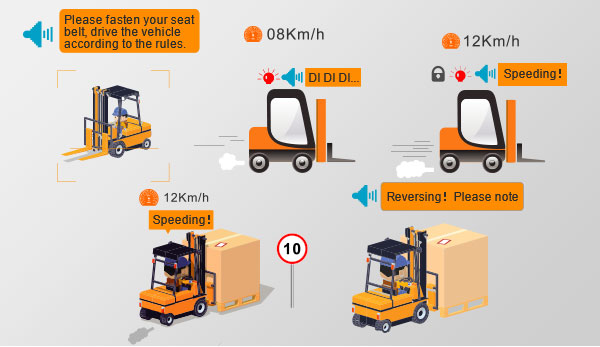 Please fasten your seat
belt, drive the vehicle
according to the rules.
08Km/h
DI DI DI...
12Km/h
Speeding!
12Km/h
Speeding!
10
Reversing! Please note